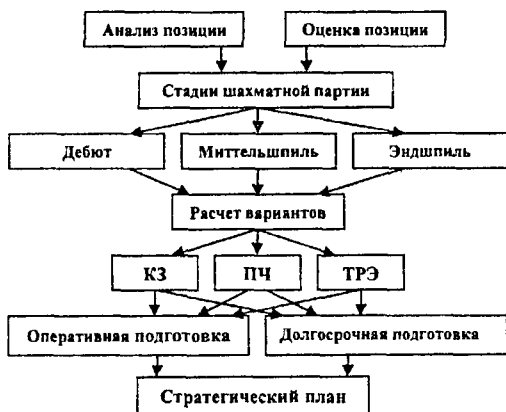 Анализ позиции
Оценка позиции
Стадии шахматной партии
Дебют
Миттельшпиль
Эндшпиль
Расчет вариантов
КЗ
ПЧ
ТРЭ
Оперативная подготовка
Долгосрочная подготовка
Стратегический план